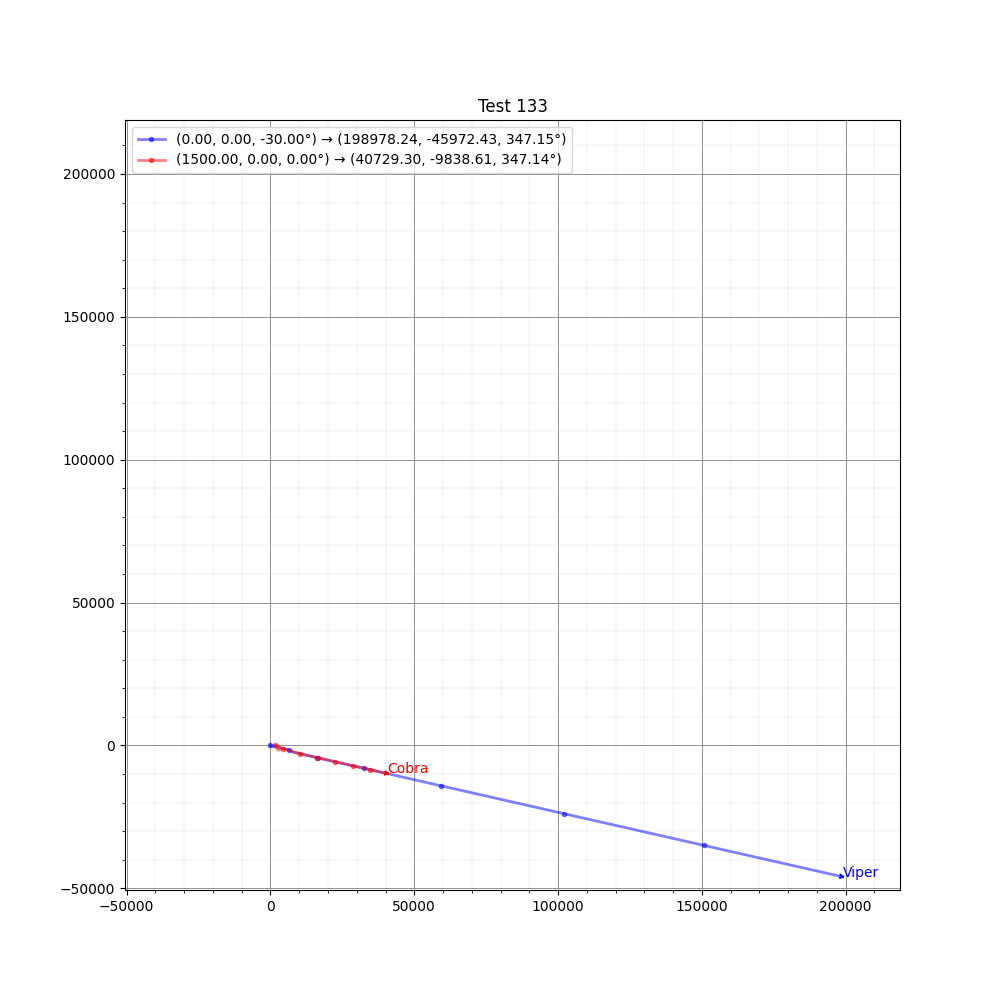 Test 133
(0.00, 0.00, -30.00°) → (198978.24, -45972.43, 347.15°)
(1500.00, 0.00, 0.00°) → (40729.30, -9838.61, 347.14°)
200000
150000
100000
50000
0
−50000
Cobra
Viper
−50000 0 50000 100000 150000 200000